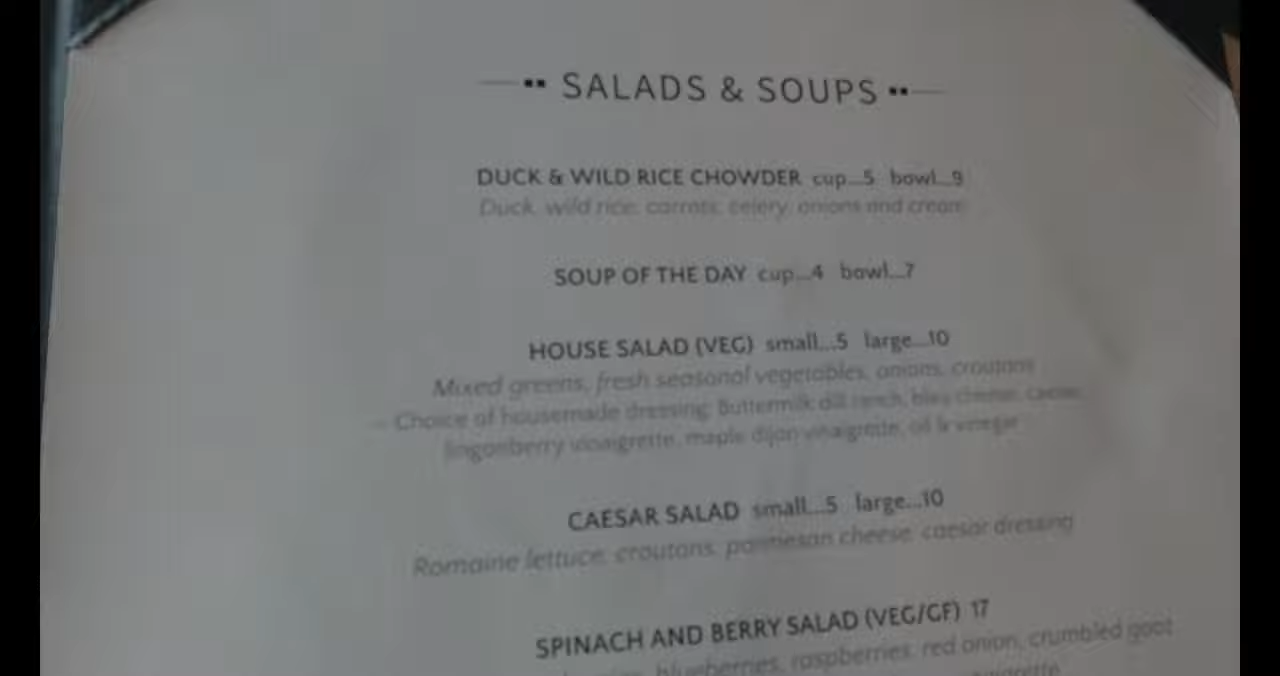 SALADS & SOUPS
DUCK & WILD RICE CHOWDER cup...5 bowl...9
Duck, wild rice, carrots, celery, onions and cream
SOUP OF THE DAY cup...4 bowl...7
HOUSE SALAD (VEG) small...5 large...10
Mixed greens, fresh seasonal vegetables, onions, croutons
Choice of housemade dressing: Buttermilk dill ranch, bleu cheese, caesar,
lingonberry vinaigrette, maple dijon vinaigrette, oil & vinegar
CAESAR SALAD small...5 large...10
Romaine lettuce, croutons, parmesan cheese, caesar dressing
SPINACH AND BERRY SALAD (VEG/GF) 17
blueberries, raspberries, red onion, crumbled goat